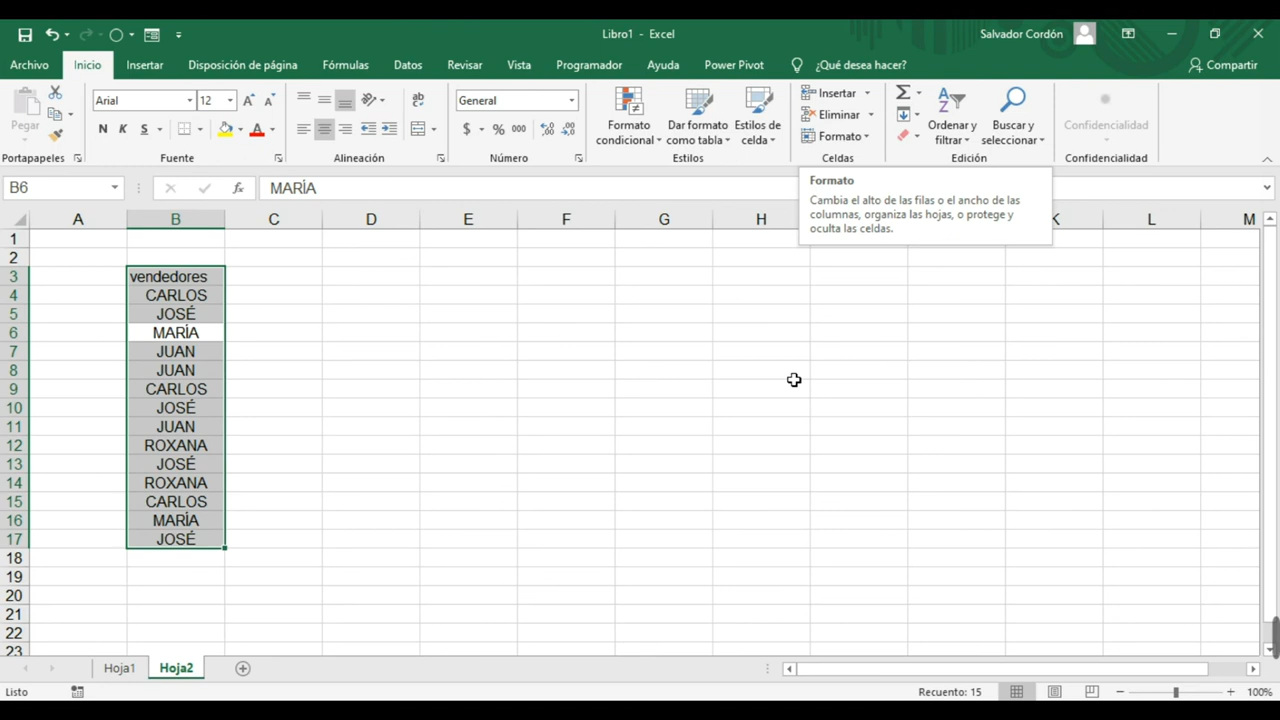 Libro1 - Excel
Salvador Cordón
Archivo Inicio Insertar Disposición de página Fórmulas Datos Revisar Vista Programador Ayuda Power Pivot ¿Qué desea hacer? Compartir
Pegar
Portapapeles
Arial 12
N K S
Fuente
Alineación
General
$ % 000
Número
Formato condicional
Dar formato como tabla
Estilos de celda
Estilos
Insertar
Eliminar
Formato
Celdas
Ordenar y filtrar
Buscar y seleccionar
Edición
Confidencialidad
Confidencialidad
B6 fx MARÍA
Formato
Cambia el alto de las filas o el ancho de las
columnas, organiza las hojas, o protege y
oculta las celdas.
A B C D E F G H K L M
1
2
3 vendedores
4 CARLOS
5 JOSÉ
6 MARÍA
7 JUAN
8 JUAN
9 CARLOS
10 JOSÉ
11 JUAN
12 ROXANA
13 JOSÉ
14 ROXANA
15 CARLOS
16 MARÍA
17 JOSÉ
18
19
20
21
22
23
Hoja1 Hoja2
Listo Recuento: 15 100%